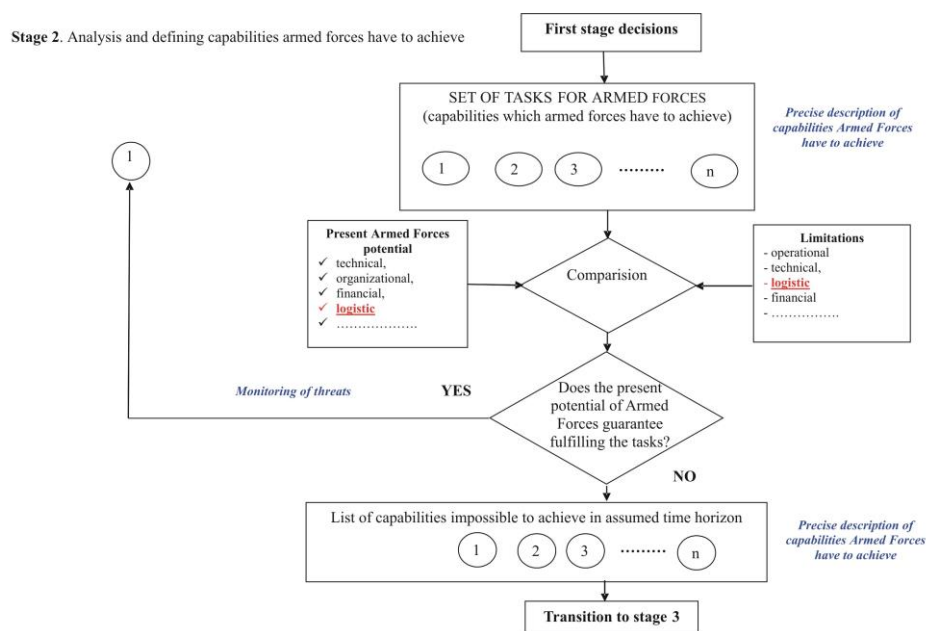 Stage 2. Analysis and defining capabilities armed forces have to achieve
First stage decisions
SET OF TASKS FOR ARMED FORCES
(capabilities which armed forces have to achieve)
1 2 3 ......... n
Precise description of
capabilities Armed Forces
have to achieve
1
Present Armed Forces
potential
✓ technical,
✓ organizational,
✓ financial,
✓ logistic
✓ ...................
Comparision
Limitations
- operational
- technical,
- logistic
- financial
- ................
Monitoring of threats
YES
Does the present
potential of Armed
Forces guarantee
fulfilling the tasks?
NO
List of capabilities impossible to achieve in assumed time horizon
1 2 3 ......... n
Precise description of
capabilities Armed Forces
have to achieve
Transition to stage 3